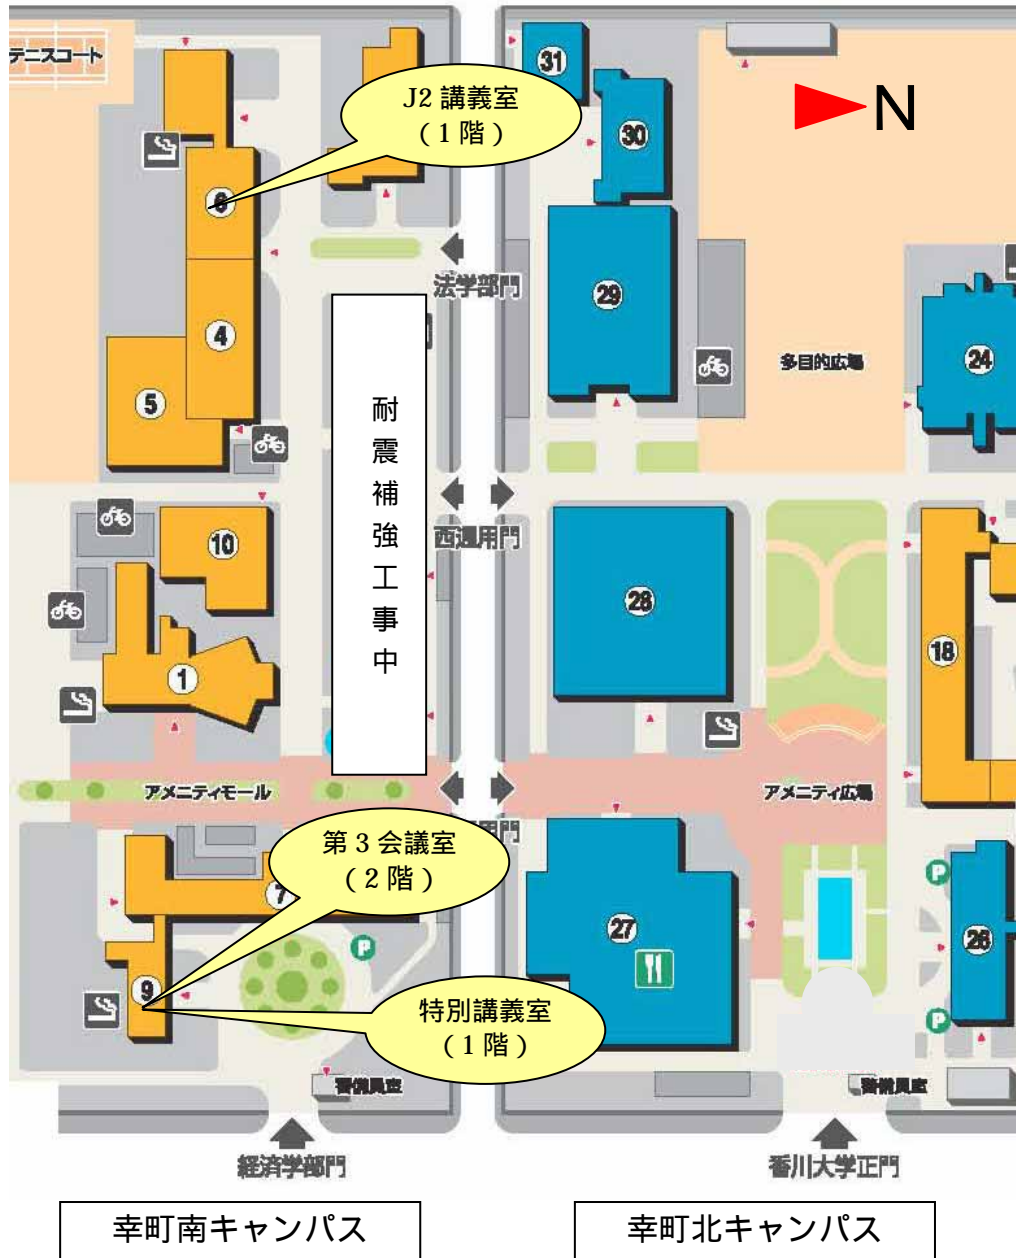 テニスコート
J2 講義室
(1階)
31
30
N
6
法学部門
29
4
5
多目的広場
24
耐震補強工事中
西通用門
10
28
18
1
アメニティモール
アメニティ広場
用門
第3会議室
(2階)
7
P
P
27
26
9
特別講義室
(1階)
P
警備員室
警備員室
経済学部門
香川大学正門
幸町南キャンパス
幸町北キャンパス